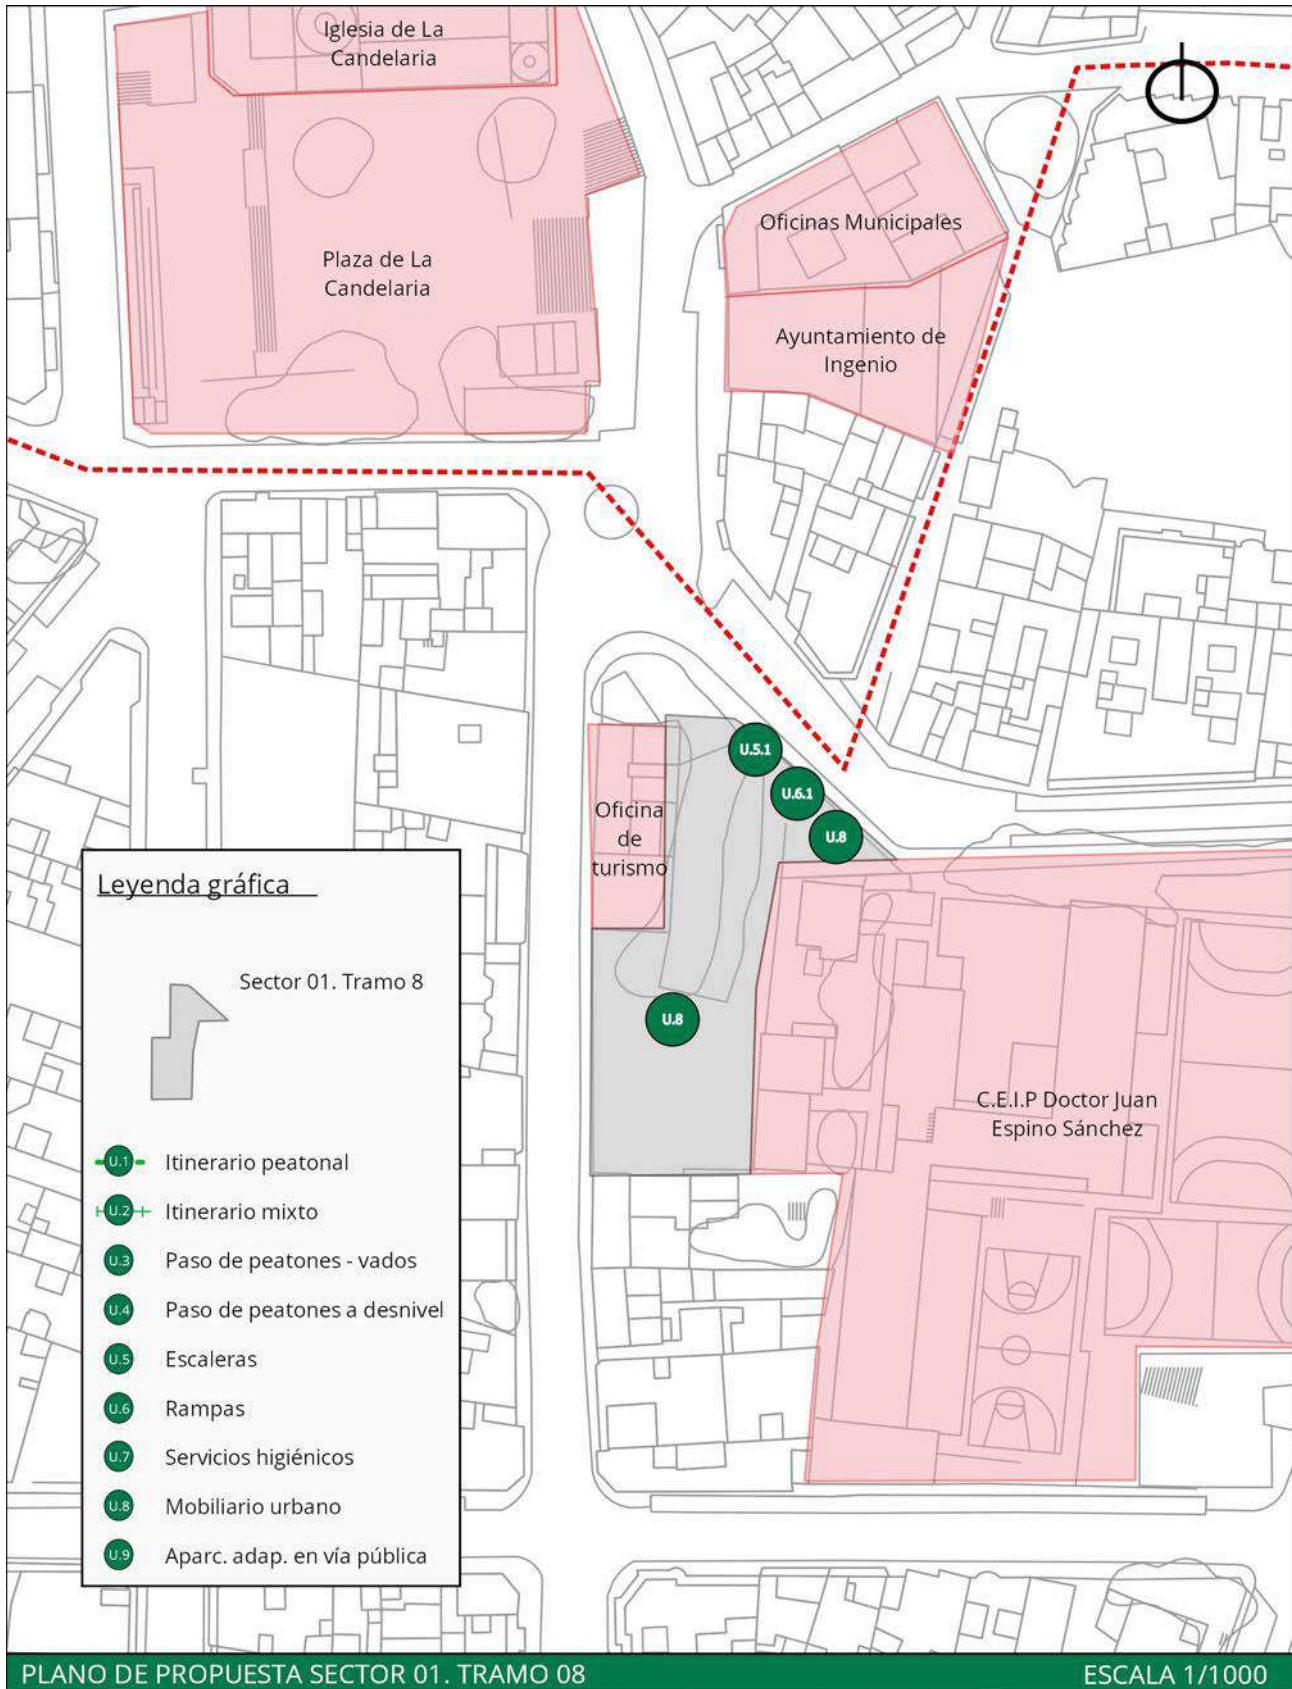 Iglesia de La
Candelaria
Plaza de La
Candelaria
Oficinas Municipales
Ayuntamiento de
Ingenio
U.5.1
U.6.1
U.8
Oficina
de
turismo
U.8
C.E.I.P Doctor Juan
Espino Sánchez
Leyenda gráfica
Sector 01. Tramo 8
U.1 Itinerario peatonal
U.2 Itinerario mixto
U.3 Paso de peatones - vados
U.4 Paso de peatones a desnivel
U.5 Escaleras
U.6 Rampas
U.7 Servicios higiénicos
U.8 Mobiliario urbano
U.9 Aparc. adap. en vía pública
PLANO DE PROPUESTA SECTOR 01. TRAMO 08 ESCALA 1/1000